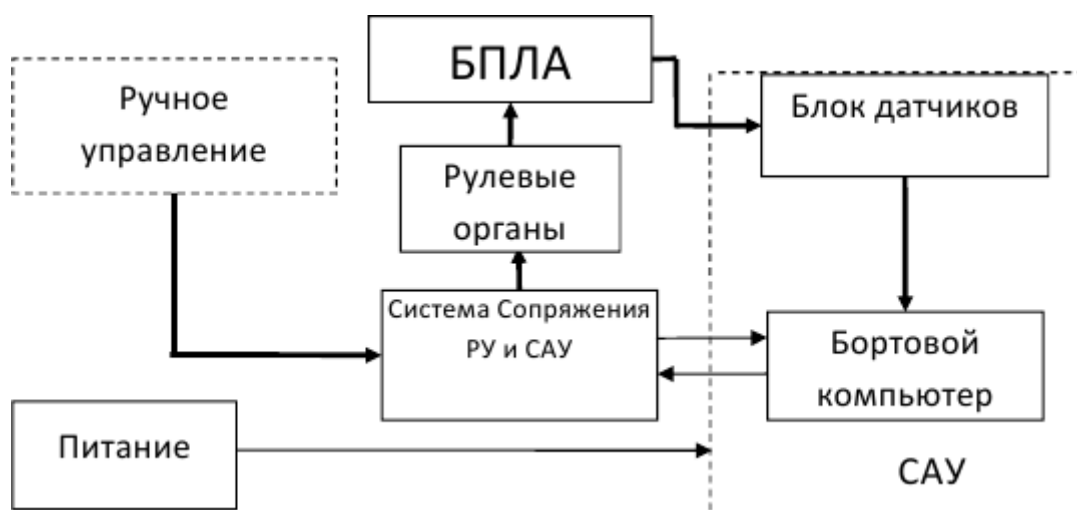 БПЛА
Ручное
управление
Блок датчиков
Рулевые
органы
Система Сопряжения
РУ и САУ
Бортовой
компьютер
Питание
САУ